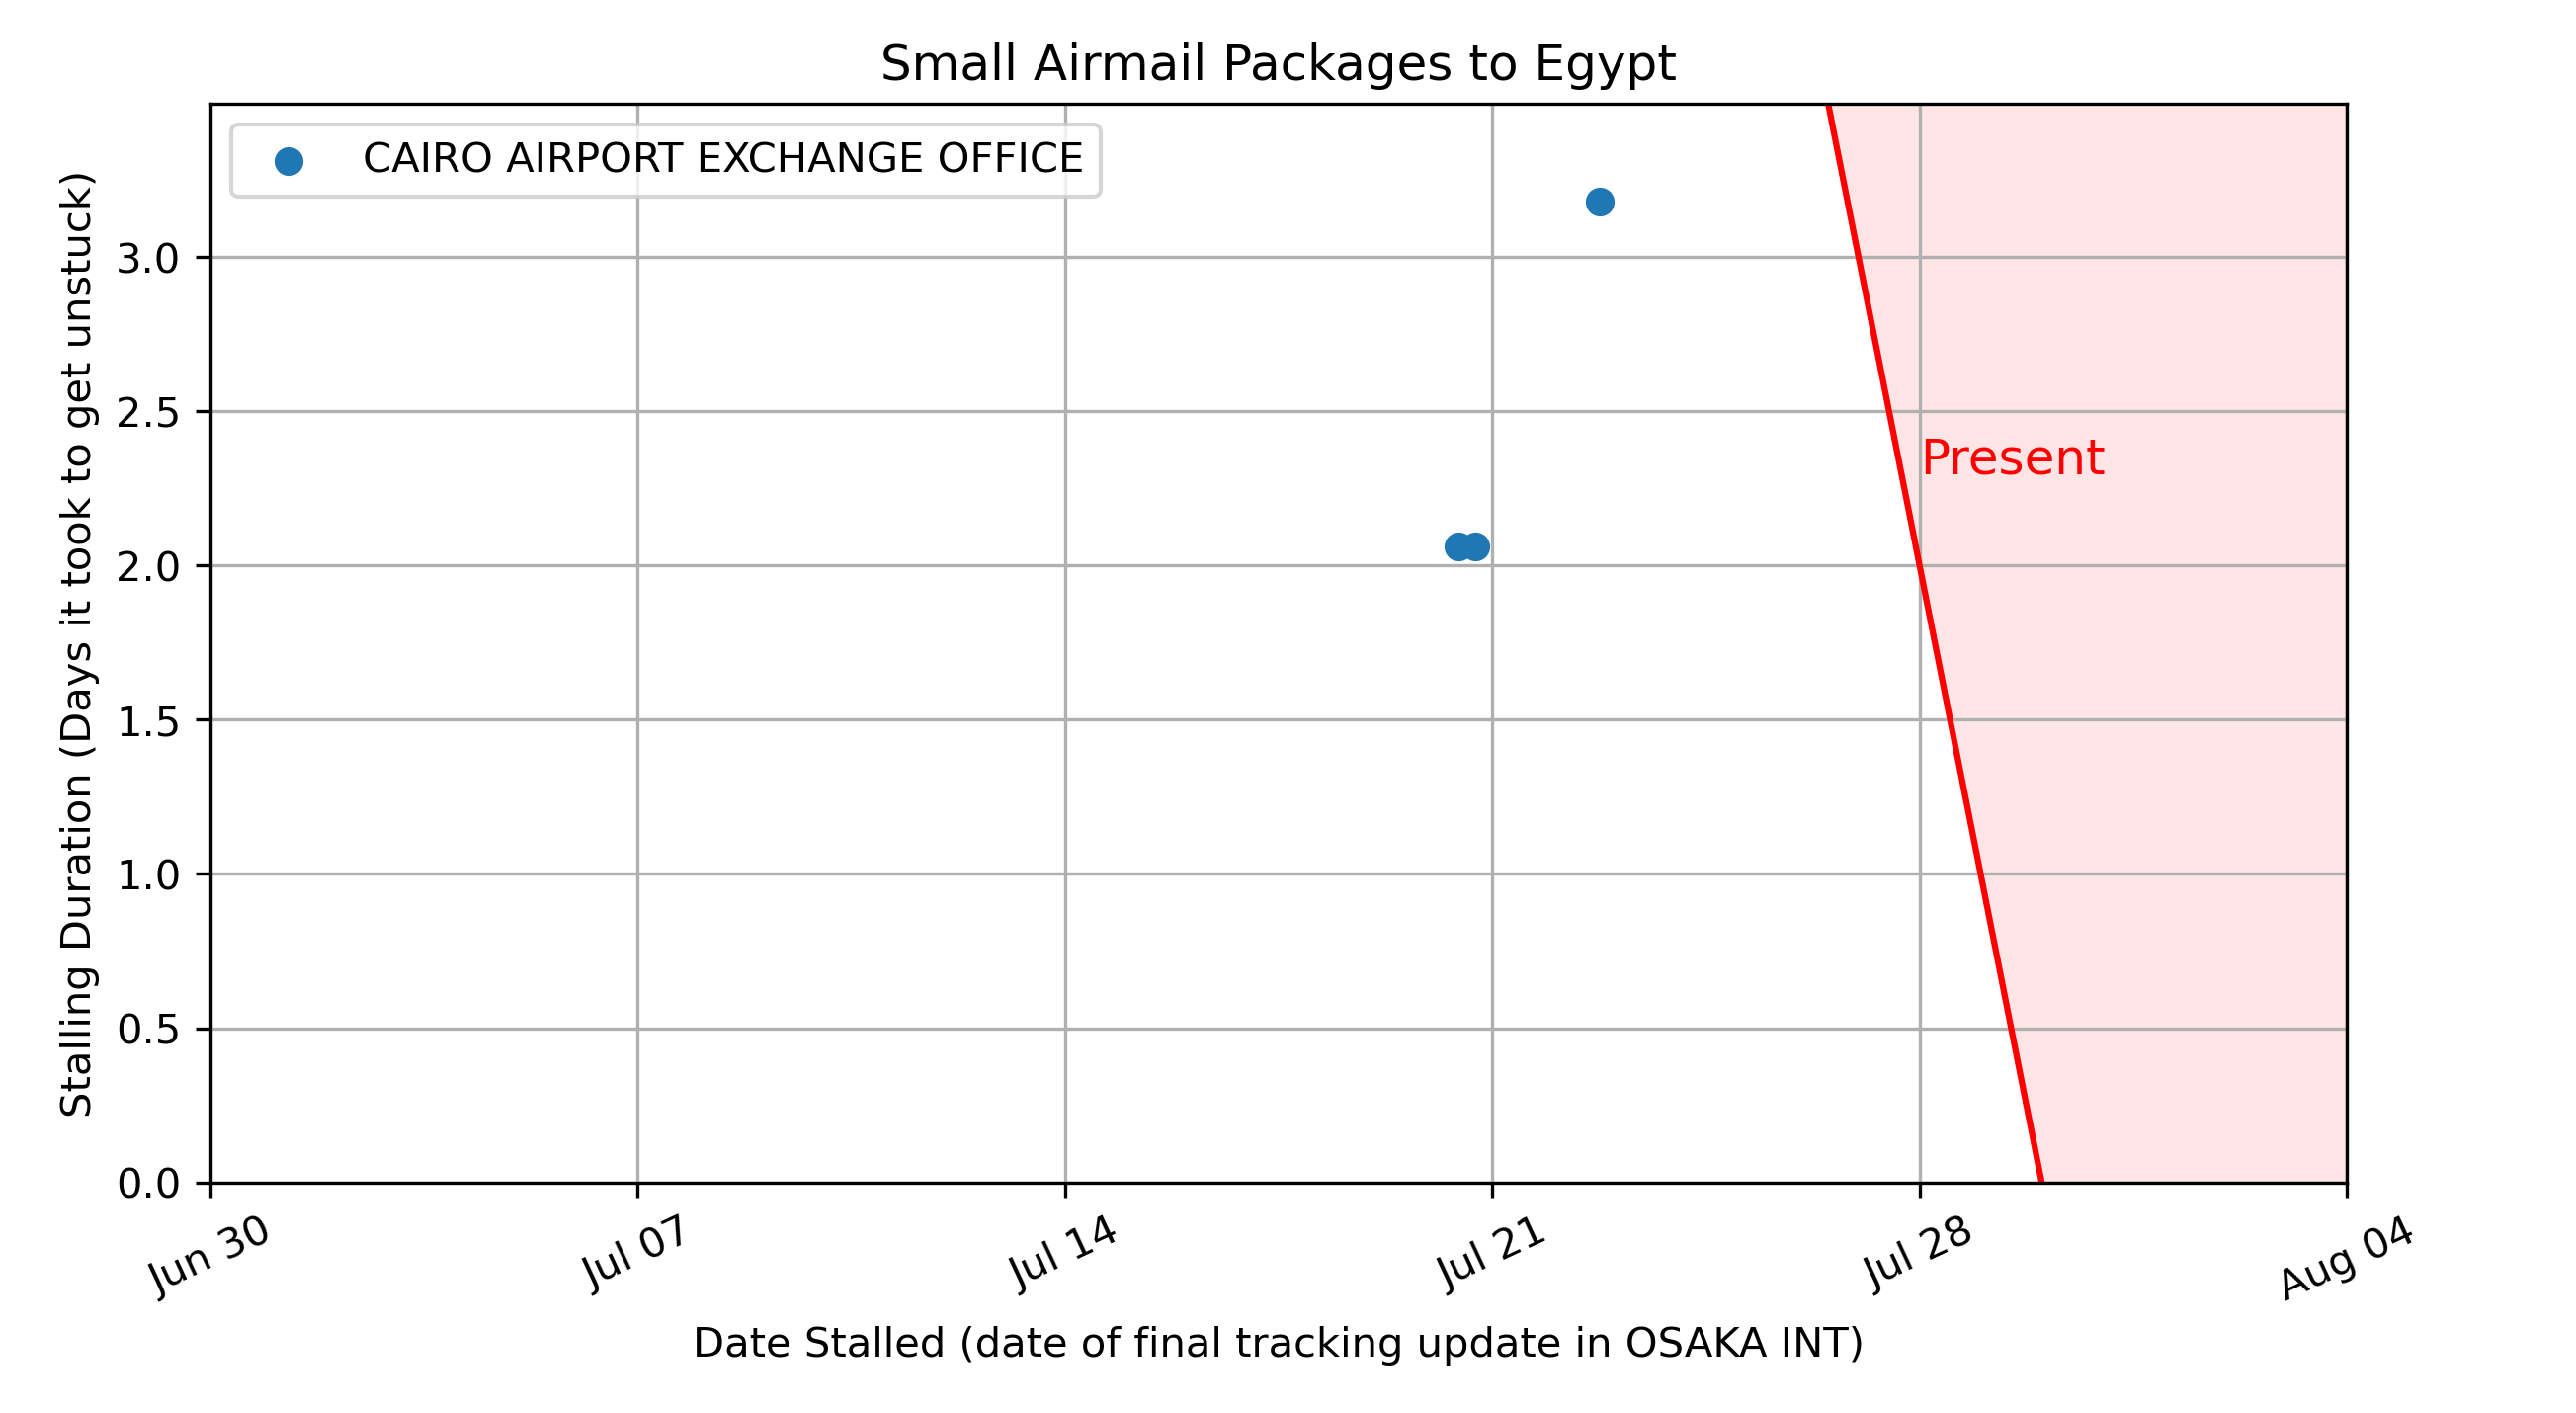 Small Airmail Packages to Egypt
CAIRO AIRPORT EXCHANGE OFFICE
Stalling Duration (Days it took to get unstuck)
3.0
2.5
2.0
1.5
1.0
0.5
0.0
Present
Jun 30
Jul 07
Jul 14
Jul 21
Jul 28
Aug 04
Date Stalled (date of final tracking update in OSAKA INT)